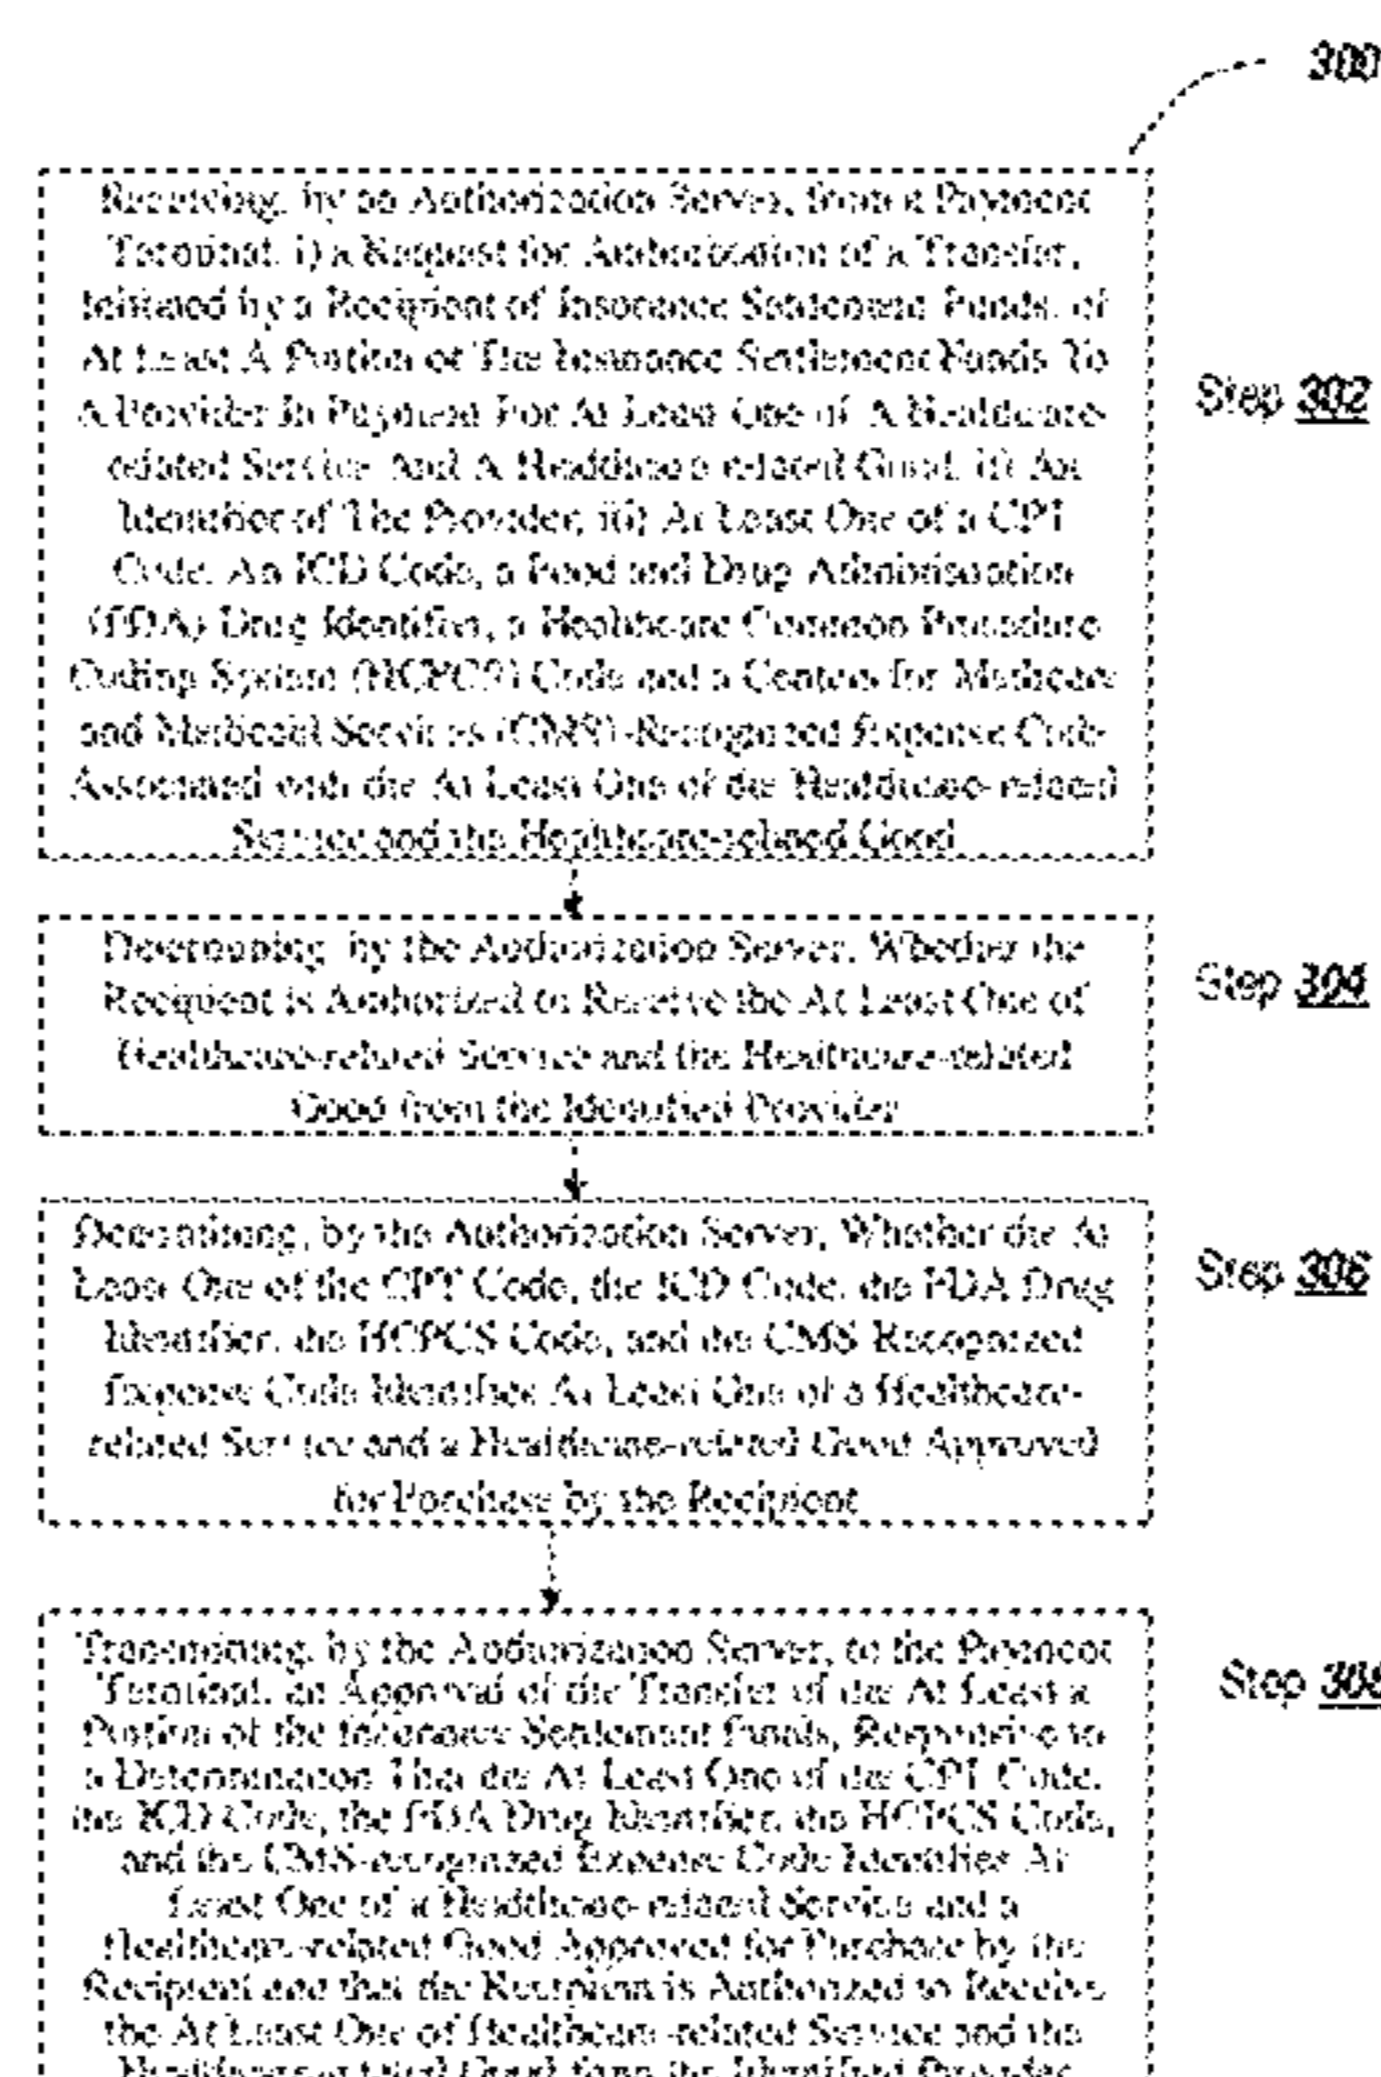 300
Receiving, by an Authorization Server, from a Payment
Terminal, i) a Request for Authorization of a Transfer,
Initiated by a Recipient of Insurance Settlement Funds, of
At Least A Portion of The Insurance Settlement Funds To
A Provider In Payment For At Least One of A Healthcare-
related Service And A Healthcare-related Good, ii) An
Identifier of The Provider, iii) At Least One of a CPT
Code, An ICD Code, a Food and Drug Administration
(FDA) Drug Identifier, a Healthcare Common Procedure
Coding System (HCPCS) Code and a Centers for Medicare
and Medicaid Services (CMS)-Recognized Expense Code
Associated with the At Least One of the Healthcare-related
Service and the Healthcare-related Good
Step 302
Determining, by the Authorization Server, Whether the
Recipient is Authorized to Receive the At Least One of
Healthcare-related Service and the Healthcare-related
Good from the Identified Provider
Step 304
Determining, by the Authorization Server, Whether the At
Least One of the CPT Code, the ICD Code, the FDA Drug
Identifier, the HCPCS Code, and the CMS Recognized
Expense Code Identifies At Least One of a Healthcare-
related Service and a Healthcare-related Good Approved
for Purchase by the Recipient
Step 306
Transmitting, by the Authorization Server, to the Payment
Terminal, an Approval of the Transfer of the At Least a
Portion of the Insurance Settlement Funds, Responsive to
a Determination That the At Least One of the CPT Code,
the ICD Code, the FDA Drug Identifier, the HCPCS Code,
and the CMS-recognized Expense Code Identifies At
Least One of a Healthcare-related Service and a
Healthcare-related Good Approved for Purchase by the
Recipient and that the Recipient is Authorized to Receive
the At Least One of Healthcare-related Service and the
Healthcare-related Good from the Identified Provider
Step 308